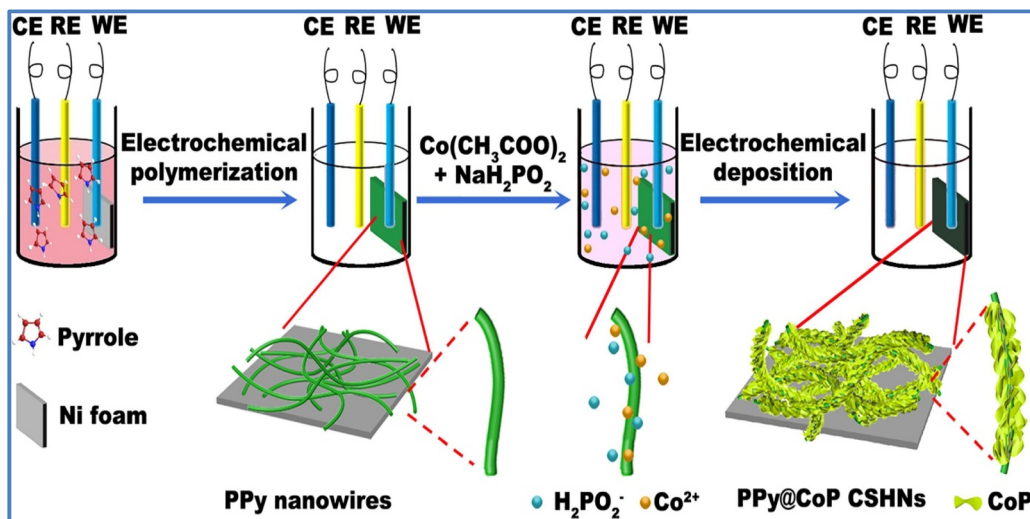 CE RE WE
CE RE WE
CE RE WE
CE RE WE
Electrochemical
polymerization
Co(CH₃COO)₂
+ NaH₂PO₂
Electrochemical
deposition
Pyrrole
Ni foam
PPy nanowires
H₂PO₂⁻
Co²⁺
PPy@CoP CSHNs
CoP